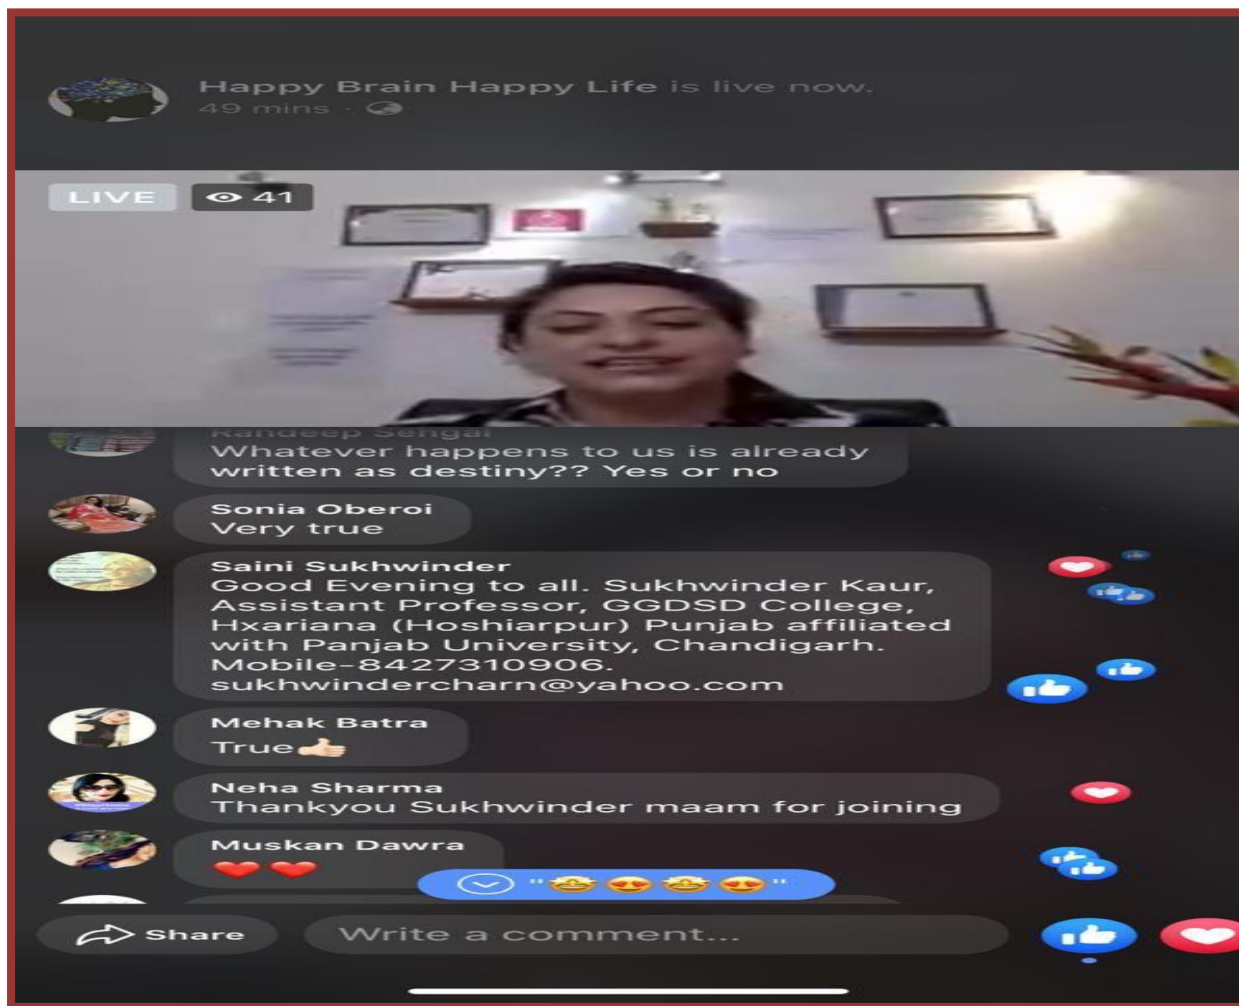 Happy Brain Happy Life is live now.
49 mins ·
LIVE
41
Randeep Sehgal
Whatever happens to us is already
written as destiny?? Yes or no
Sonia Oberoi
Very true
Saini Sukhwinder
Good Evening to all. Sukhwinder Kaur,
Assistant Professor, GGDSD College,
Hxariana (Hoshiarpur) Punjab affiliated
with Panjab University, Chandigarh.
Mobile-8427310906.
sukhwindercharn@yahoo.com
Mehak Batra
True👍🏻
Neha Sharma
Thankyou Sukhwinder maam for joining
Muskan Dawra
❤️❤️
"🤩😍🤩😍"
Share
Write a comment...